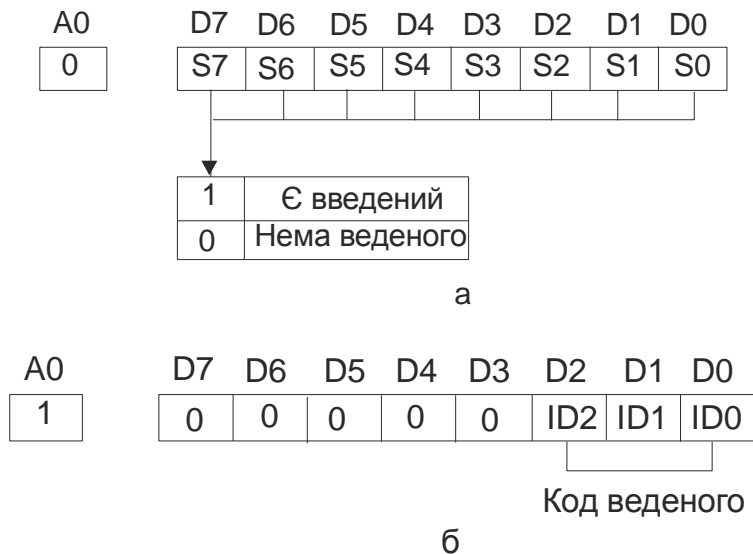 A0 D7 D6 D5 D4 D3 D2 D1 D0
0 S7 S6 S5 S4 S3 S2 S1 S0
1 Є введений
0 Нема веденого
а
A0 D7 D6 D5 D4 D3 D2 D1 D0
1 0 0 0 0 0 ID2 ID1 ID0
Код веденого
б